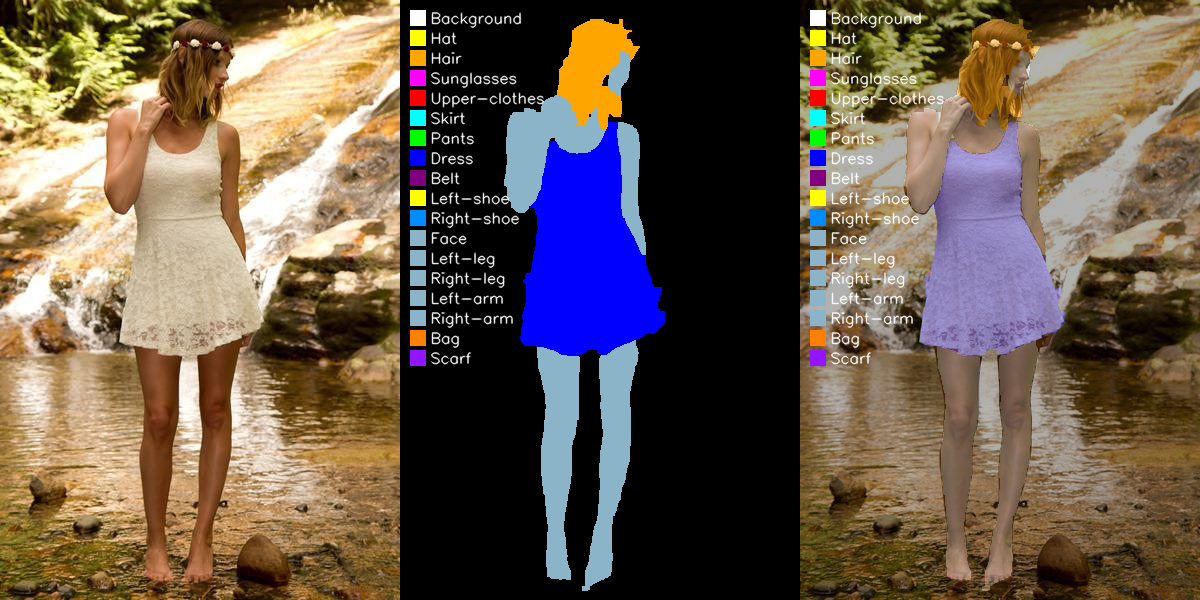 Background
Hat
Hair
Sunglasses
Upper-clothes
Skirt
Pants
Dress
Belt
Left-shoe
Right-shoe
Face
Left-leg
Right-leg
Left-arm
Right-arm
Bag
Scarf
Background
Hat
Hair
Sunglasses
Upper-clothes
Skirt
Pants
Dress
Belt
Left-shoe
Right-shoe
Face
Left-leg
Right-leg
Left-arm
Right-arm
Bag
Scarf